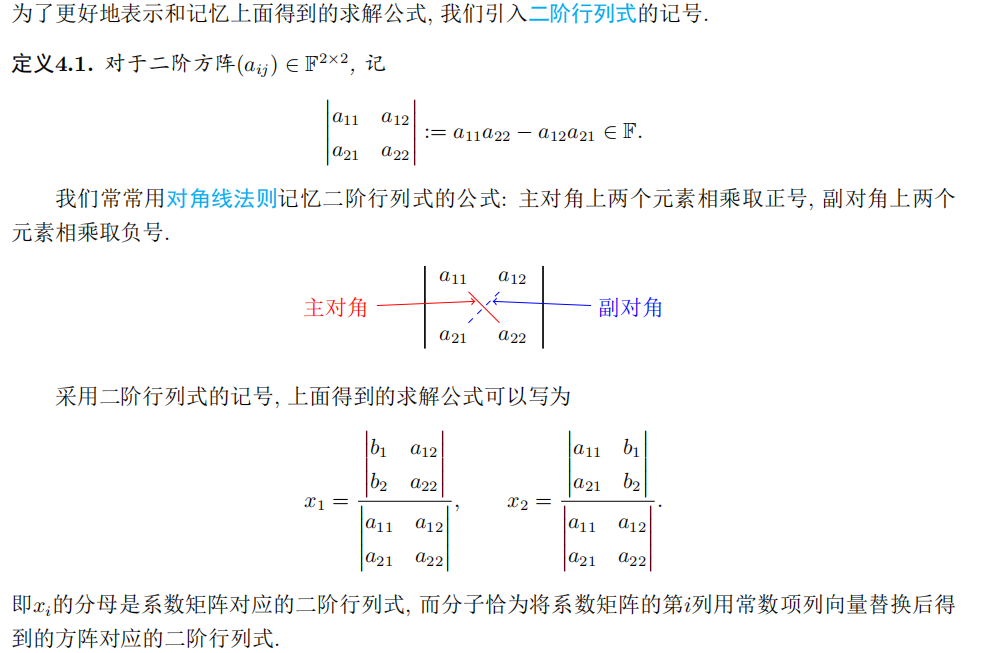 为了更好地表示和记忆上面得到的求解公式, 我们引入二阶行列式的记号.
定义4.1. 对于二阶方阵(a_{ij}) ∈ 𝔽^{2×2}, 记
| a_{11} a_{12} |
| a_{21} a_{22} | := a_{11}a_{22} − a_{12}a_{21} ∈ 𝔽.
我们常常用对角线法则记忆二阶行列式的公式: 主对角上两个元素相乘取正号, 副对角上两个
元素相乘取负号.
a_{11} a_{12}
主对角 副对角
a_{21} a_{22}
采用二阶行列式的记号, 上面得到的求解公式可以写为
x_1 = \frac{\begin{vmatrix} b_1 & a_{12} \\ b_2 & a_{22} \end{vmatrix}}{\begin{vmatrix} a_{11} & a_{12} \\ a_{21} & a_{22} \end{vmatrix}}, x_2 = \frac{\begin{vmatrix} a_{11} & b_1 \\ a_{21} & b_2 \end{vmatrix}}{\begin{vmatrix} a_{11} & a_{12} \\ a_{21} & a_{22} \end{vmatrix}}.
即x_i的分母是系数矩阵对应的二阶行列式, 而分子恰为将系数矩阵的第i列用常数项列向量替换后得
到的方阵对应的二阶行列式.